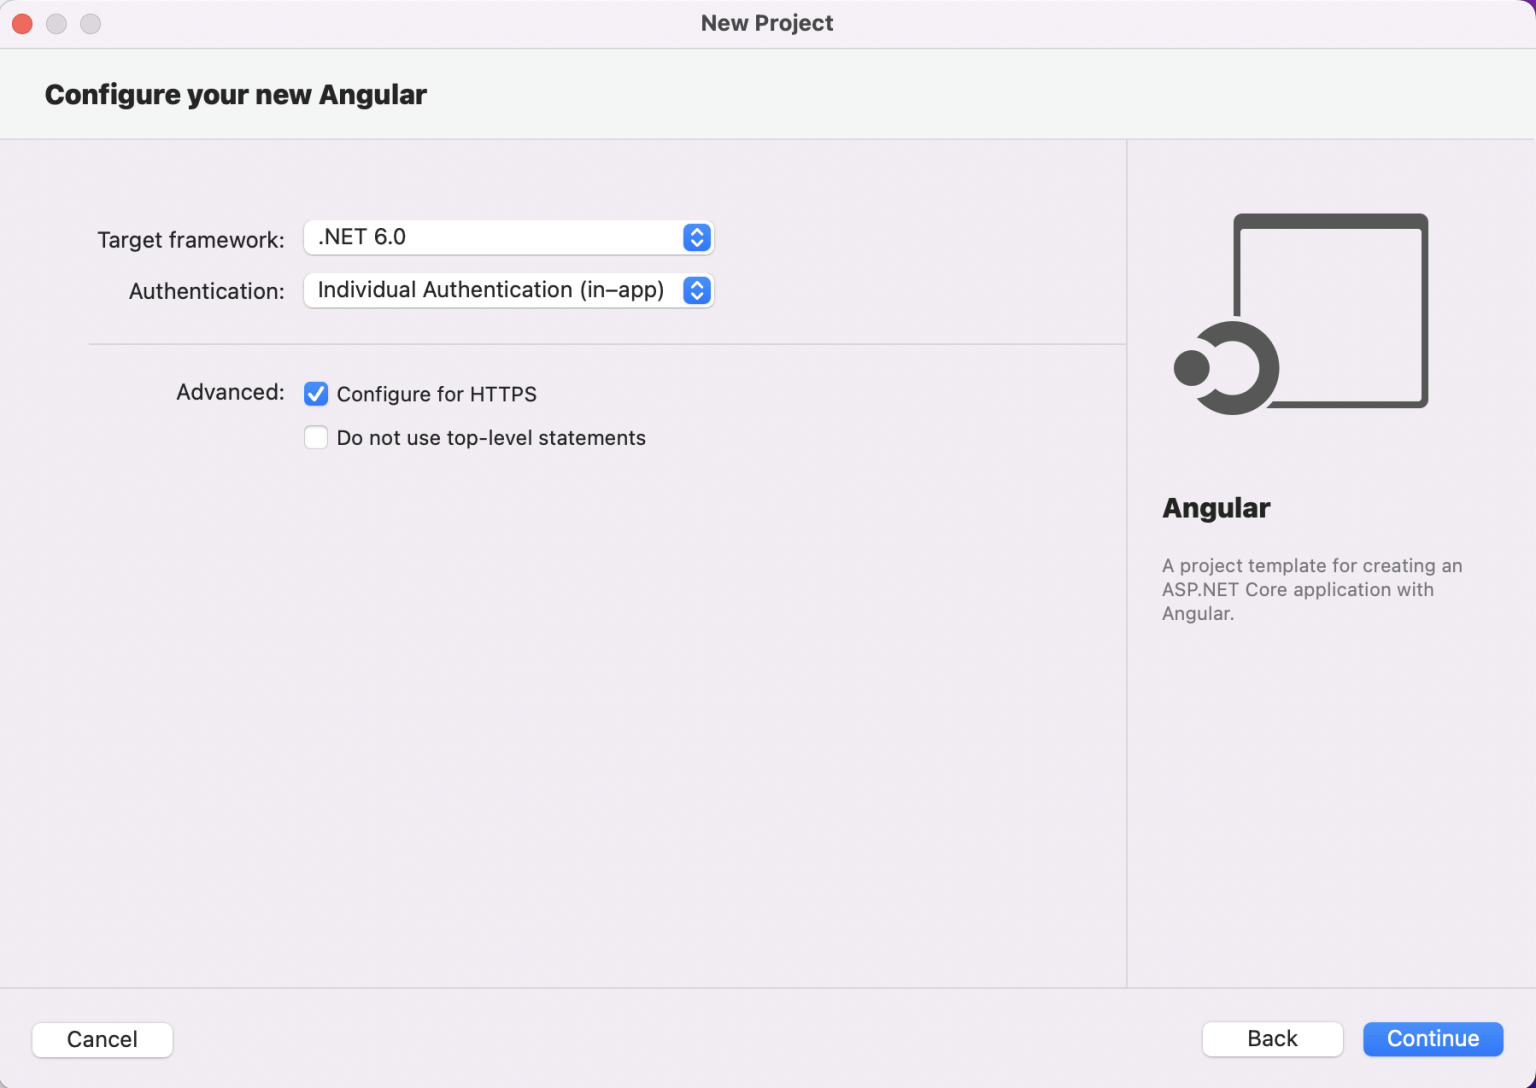 New Project
Configure your new Angular
Target framework: .NET 6.0
Authentication: Individual Authentication (in–app)
Advanced: Configure for HTTPS
Do not use top-level statements
Angular
A project template for creating an
ASP.NET Core application with
Angular.
Cancel
Back
Continue